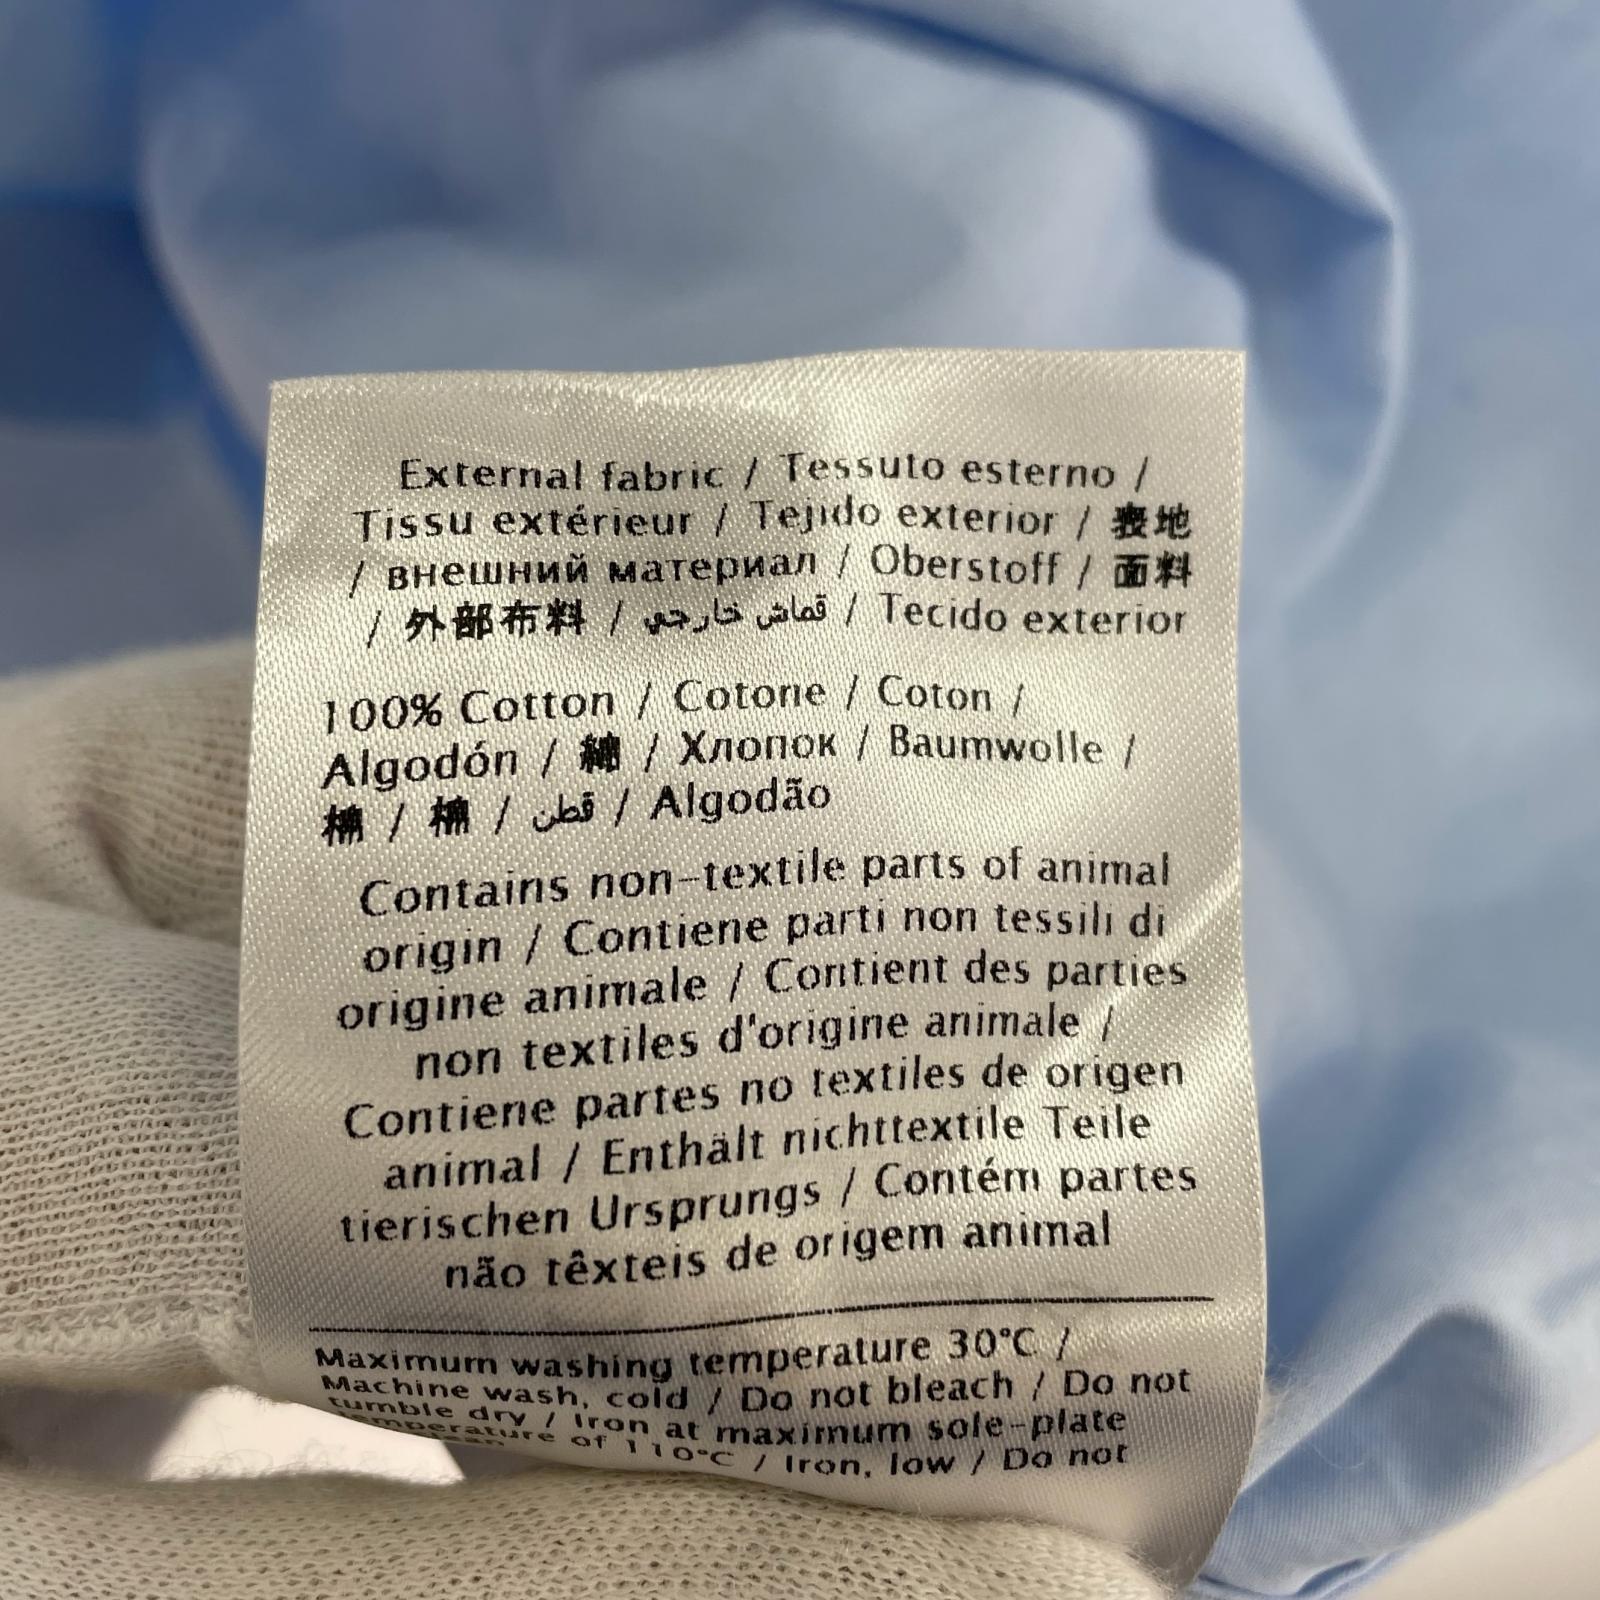 External fabric / Tessuto esterno /
Tissu extérieur / Tejido exterior / 表地
/ внешний материал / Oberstoff / 面料
/ 外部布料 / قماش خارجي / Tecido exterior
100% Cotton / Cotone / Coton /
Algodón / 綿 / Хлопок / Baumwolle /
棉 / 棉 / قطن / Algodão
Contains non-textile parts of animal
origin / Contiene parti non tessili di
origine animale / Contient des parties
non textiles d'origine animale /
Contiene partes no textiles de origen
animal / Enthält nichttextile Teile
tierischen Ursprungs / Contém partes
não têxteis de origem animal
Maximum washing temperature 30°C /
Machine wash, cold / Do not bleach / Do not
tumble dry / Iron at maximum sole-plate
temperature of 110°C / Iron, low / Do not